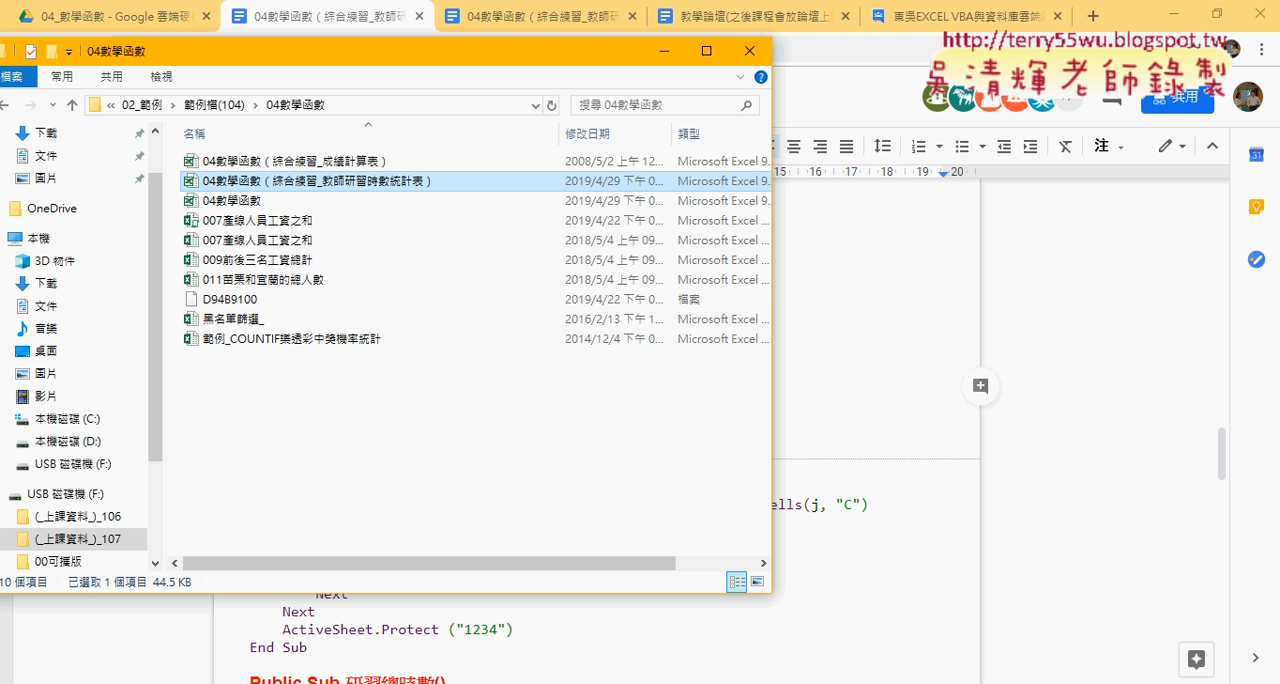 04_數學函數 - Google 雲端硬
04數學函數（綜合練習_教師研
04數學函數（綜合練習_教師研
教學論壇(之後課程會放論壇上
東吳EXCEL VBA與資料庫雲端
http://terry55wu.blogspot.tw
吳清輝老師錄製
共用
04數學函數
檔案 常用 共用 檢視
« 02_範例 › 範例檔(104) › 04數學函數
搜尋 04數學函數
名稱 修改日期 類型
下載
文件
圖片
OneDrive
本機
3D 物件
下載
文件
音樂
桌面
圖片
影片
本機磁碟 (C:)
本機磁碟 (D:)
USB 磁碟機 (F:)
USB 磁碟機 (F:)
(_上課資料_)_106
(_上課資料_)_107
00可攜版
04數學函數（綜合練習_成績計算表） 2008/5/2 上午 12... Microsoft Excel 9.
04數學函數（綜合練習_教師研習時數統計表） 2019/4/29 下午 0... Microsoft Excel 9.
04數學函數 2019/4/29 下午 0... Microsoft Excel 9.
007產線人員工資之和 2019/4/22 下午 0... Microsoft Excel ...
007產線人員工資之和 2018/5/4 上午 09... Microsoft Excel ...
009前後三名工資總計 2018/5/4 上午 09... Microsoft Excel ...
011苗栗和宜蘭的總人數 2018/5/4 上午 09... Microsoft Excel ...
D94B9100 2019/4/22 下午 0... 檔案
黑名單篩選_ 2016/2/13 下午 1... Microsoft Excel ...
範例_COUNTIF樂透彩中獎機率統計 2014/12/4 下午 0... Microsoft Excel ...
10 個項目 已選取 1 個項目 44.5 KB
注
15 16 17 18 19 20
31
ells(j, "C")
Next
Next
ActiveSheet.Protect ("1234")
End Sub
Public Sub 研習總時數()